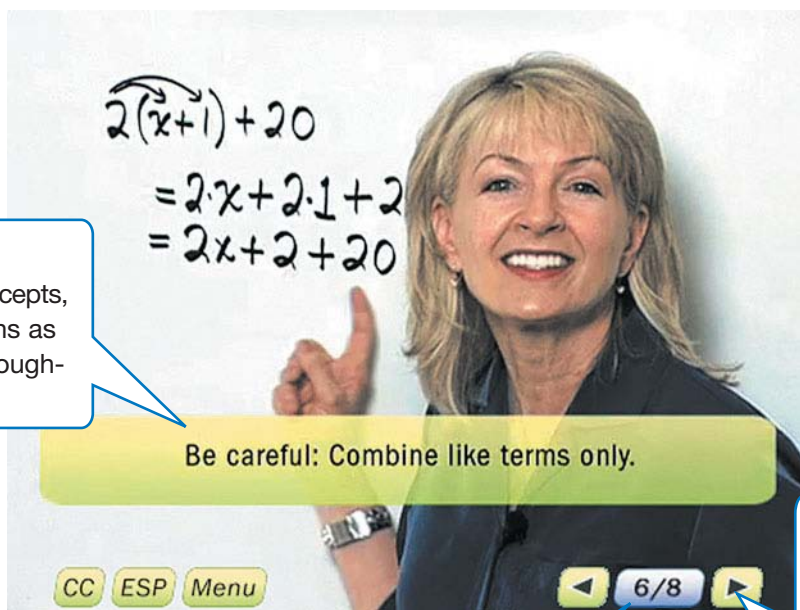 2(x+1)+20
=2·x+2·1+2
=2x+2+20
cepts,
ns as
ough-
Be careful: Combine like terms only.
CC ESP Menu 6/8